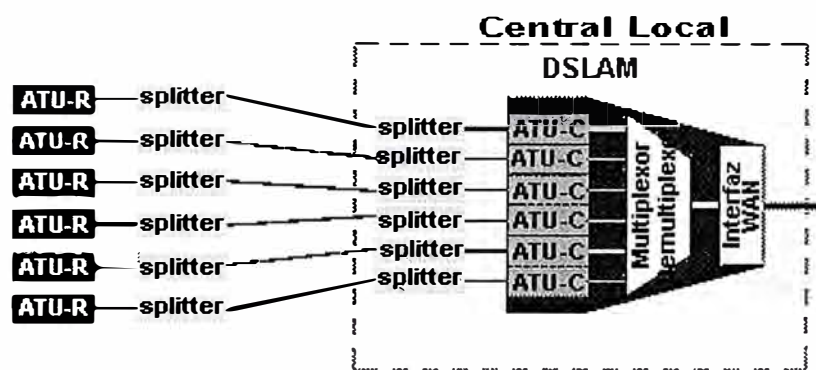 Central Local
DSLAM
ATU-R splitter splitter ATU-C
ATU-R splitter splitter ATU-C
ATU-R splitter splitter ATU-C
ATU-R splitter splitter ATU-C
ATU-R splitter splitter ATU-C
ATU-R splitter splitter ATU-C
Multiplexor
emultiplexo
Interfaz
WAN